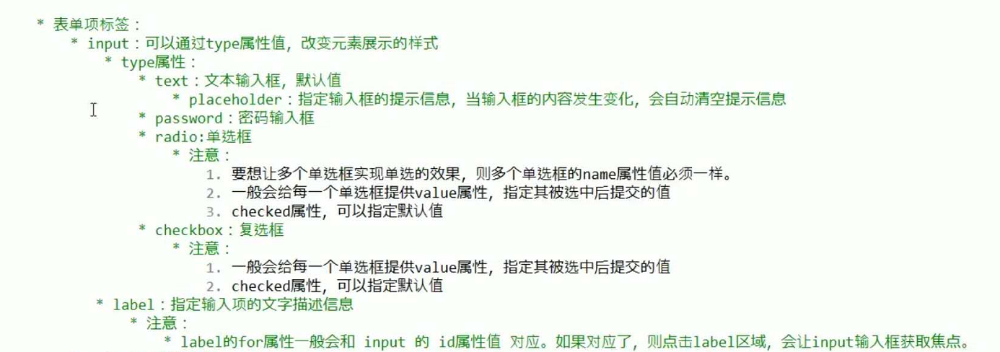 * 表单项标签：
* input：可以通过type属性值，改变元素展示的样式
* type属性：
* text：文本输入框，默认值
* placeholder：指定输入框的提示信息，当输入框的内容发生变化，会自动清空提示信息
* password：密码输入框
* radio:单选框
* 注意：
1. 要想让多个单选框实现单选的效果，则多个单选框的name属性值必须一样。
2. 一般会给每一个单选框提供value属性，指定其被选中后提交的值
3. checked属性，可以指定默认值
* checkbox：复选框
* 注意：
1. 一般会给每一个单选框提供value属性，指定其被选中后提交的值
2. checked属性，可以指定默认值
* label：指定输入项的文字描述信息
* 注意：
* label的for属性一般会和 input 的 id属性值 对应。如果对应了，则点击label区域，会让input输入框获取焦点。